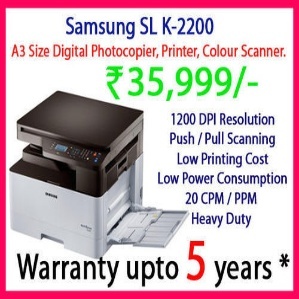 Samsung SL K-2200
A3 Size Digital Photocopier, Printer, Colour Scanner.
₹35,999/-
1200 DPI Resolution
Push / Pull Scanning
Low Printing Cost
Low Power Consumption
20 CPM / PPM
Heavy Duty
SAMSUNG
Warranty upto 5 years *